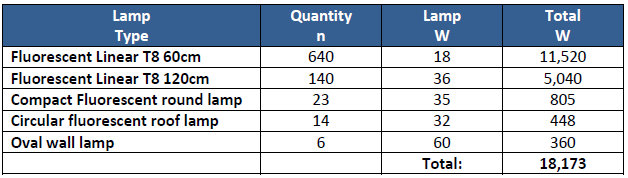 Lamp Quantity Lamp Total
Type n W W
Fluorescent Linear T8 60cm 640 18 11,520
Fluorescent Linear T8 120cm 140 36 5,040
Compact Fluorescent round lamp 23 35 805
Circular fluorescent roof lamp 14 32 448
Oval wall lamp 6 60 360
Total: 18,173